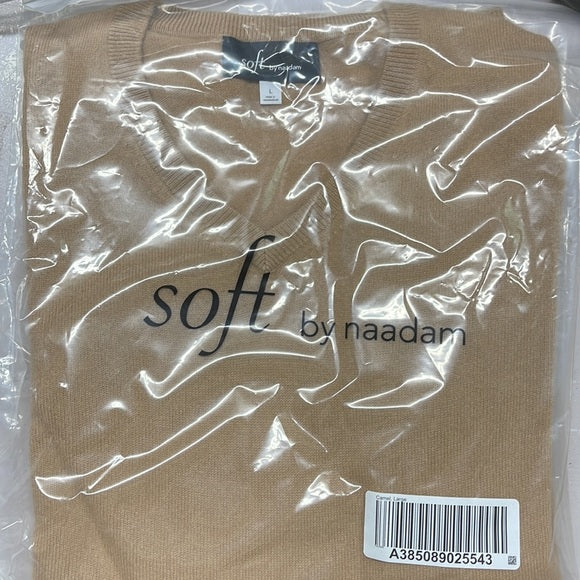 soft by naadam
L
soft by naadam
Camel, Large
A385089025543